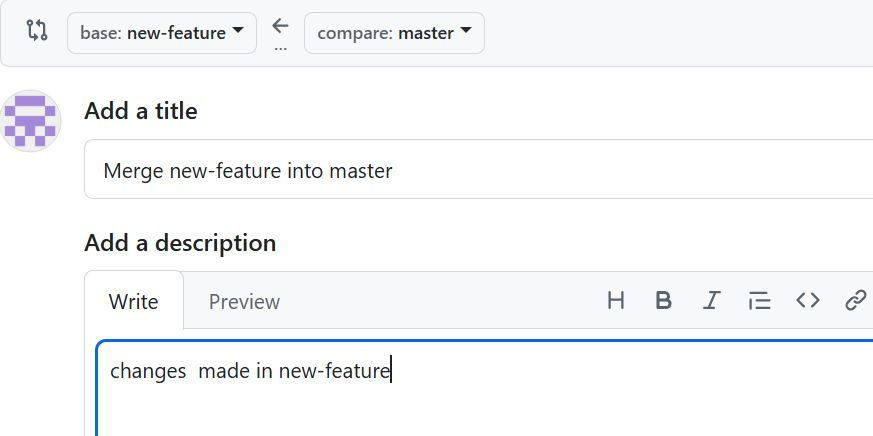 base: new-feature ... compare: master
Add a title
Merge new-feature into master
Add a description
Write Preview H B I
changes  made in new-feature